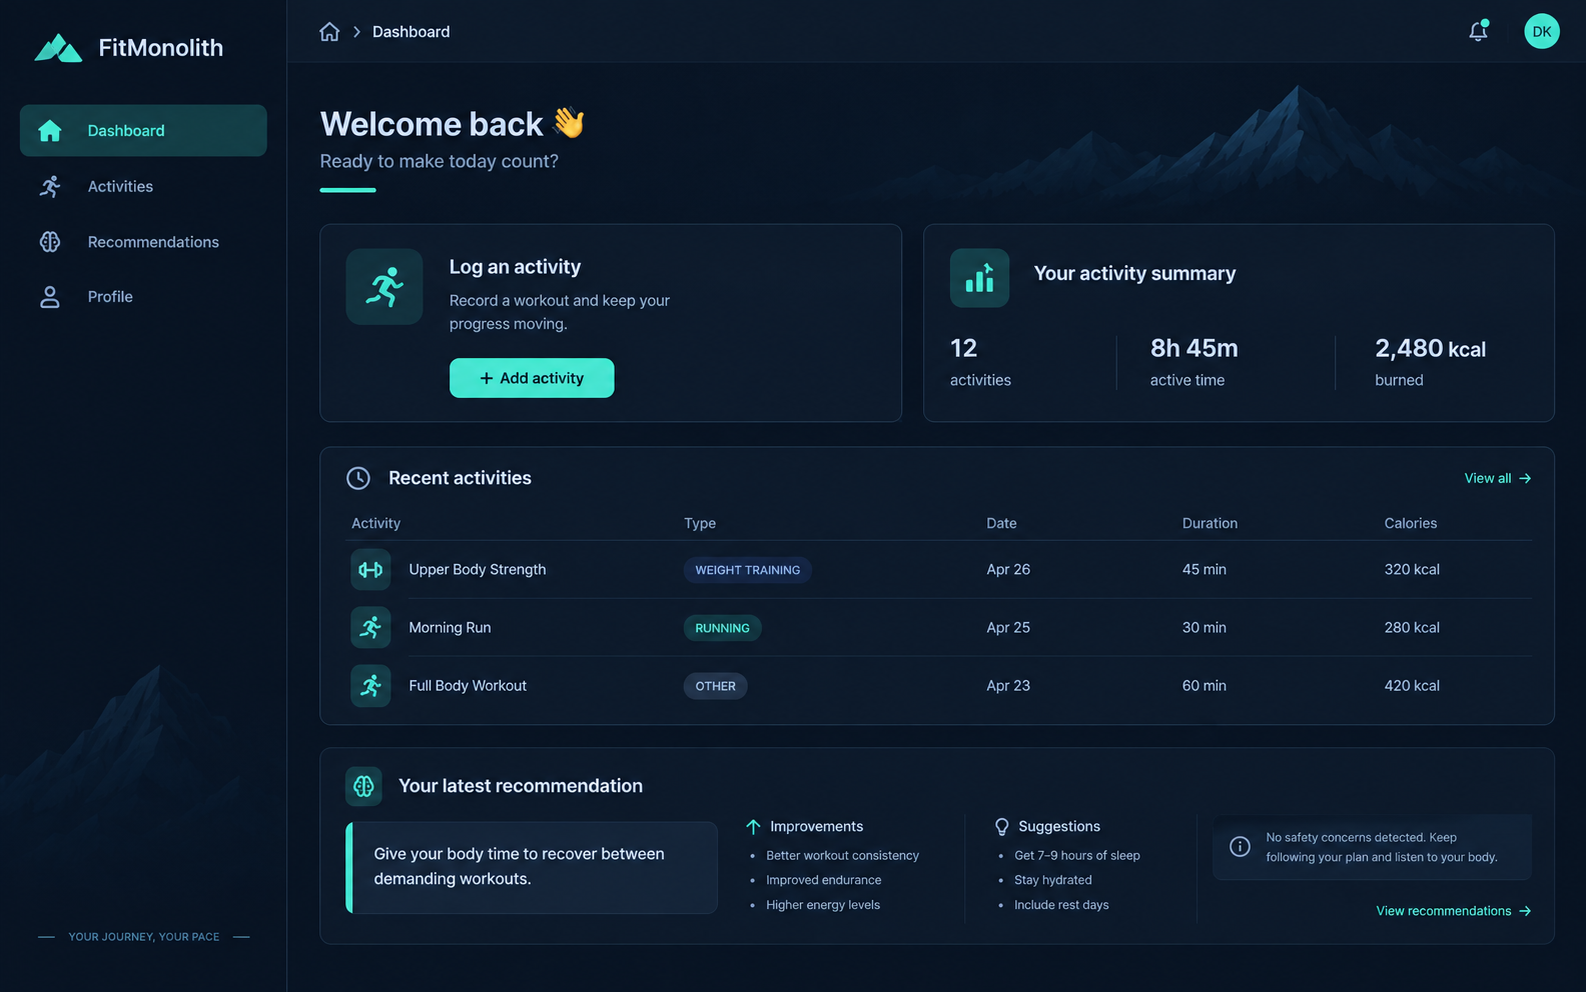 FitMonolith
Dashboard
Activities
Recommendations
Profile
YOUR JOURNEY, YOUR PACE
Dashboard
DK
Welcome back 👋
Ready to make today count?
Log an activity
Record a workout and keep your
progress moving.
+ Add activity
Your activity summary
12
activities
8h 45m
active time
2,480 kcal
burned
Recent activities
View all →
Activity Type Date Duration Calories
Upper Body Strength WEIGHT TRAINING Apr 26 45 min 320 kcal
Morning Run RUNNING Apr 25 30 min 280 kcal
Full Body Workout OTHER Apr 23 60 min 420 kcal
Your latest recommendation
Give your body time to recover between
demanding workouts.
Improvements
• Better workout consistency
• Improved endurance
• Higher energy levels
Suggestions
• Get 7–9 hours of sleep
• Stay hydrated
• Include rest days
No safety concerns detected. Keep
following your plan and listen to your body.
View recommendations →